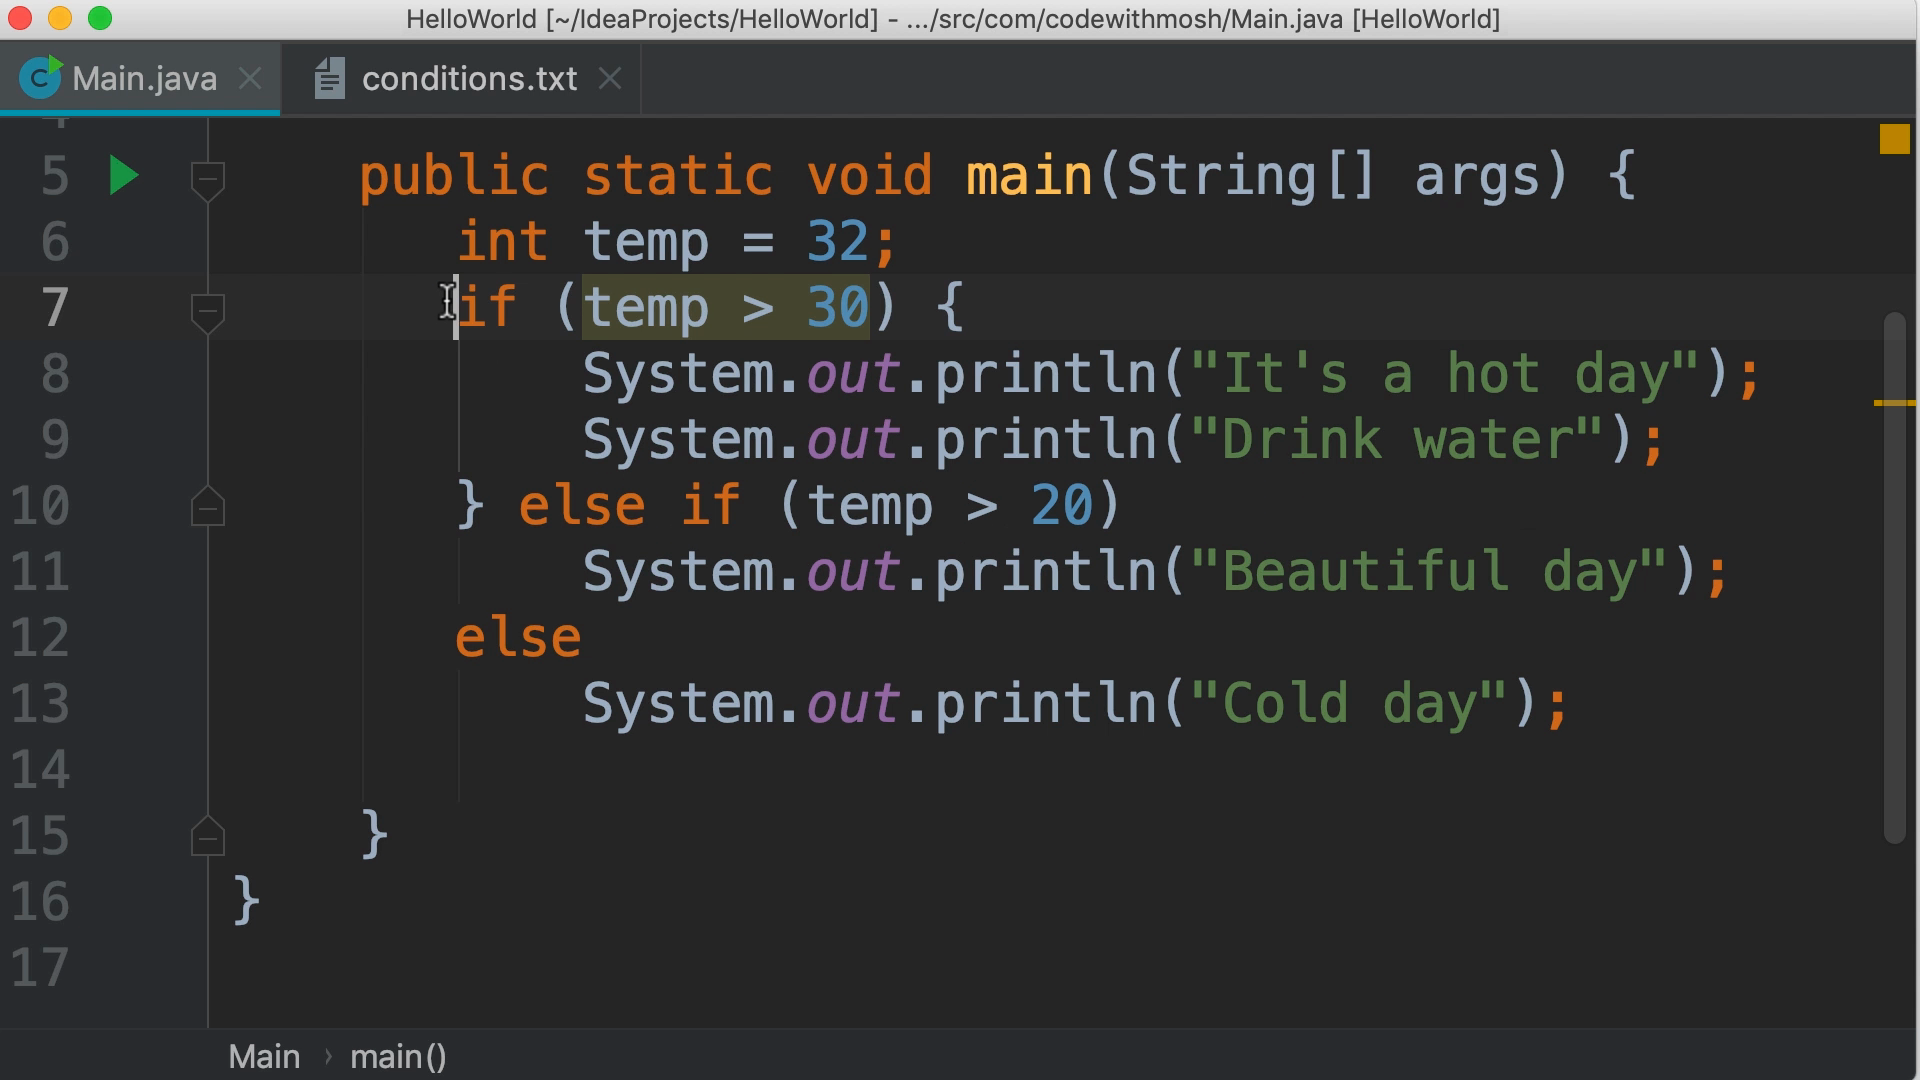 HelloWorld [~/IdeaProjects/HelloWorld] - .../src/com/codewithmosh/Main.java [HelloWorld]
Main.java conditions.txt
5 public static void main(String[] args) {
6 int temp = 32;
7 if (temp > 30) {
8 System.out.println("It's a hot day");
9 System.out.println("Drink water");
10 } else if (temp > 20)
11 System.out.println("Beautiful day");
12 else
13 System.out.println("Cold day");
14
15 }
16 }
17
Main › main()